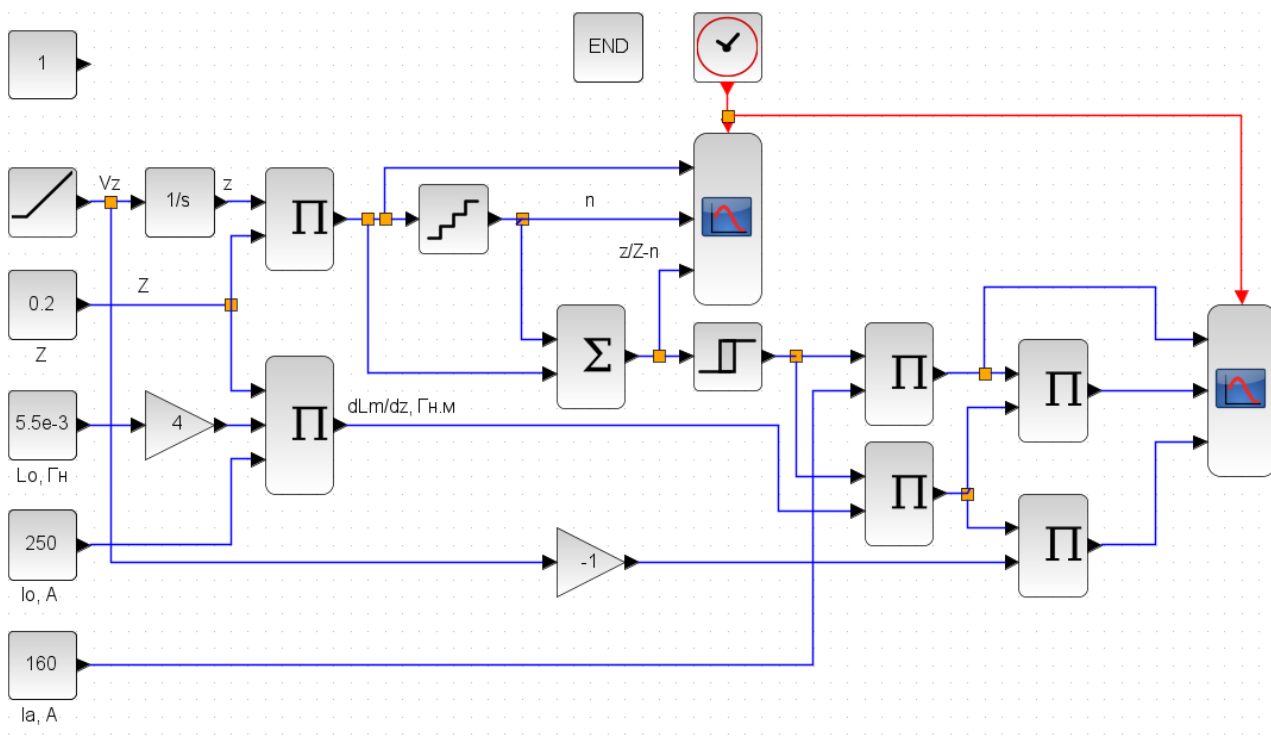 1
END
Vz
1/s
z
Π
n
z/Z-n
Z
0.2
Z
Σ
Π
Π
5.5e-3
4
Π
dLm/dz, Гн.м
Lo, Гн
Π
250
-1
Π
Io, A
160
Ia, A